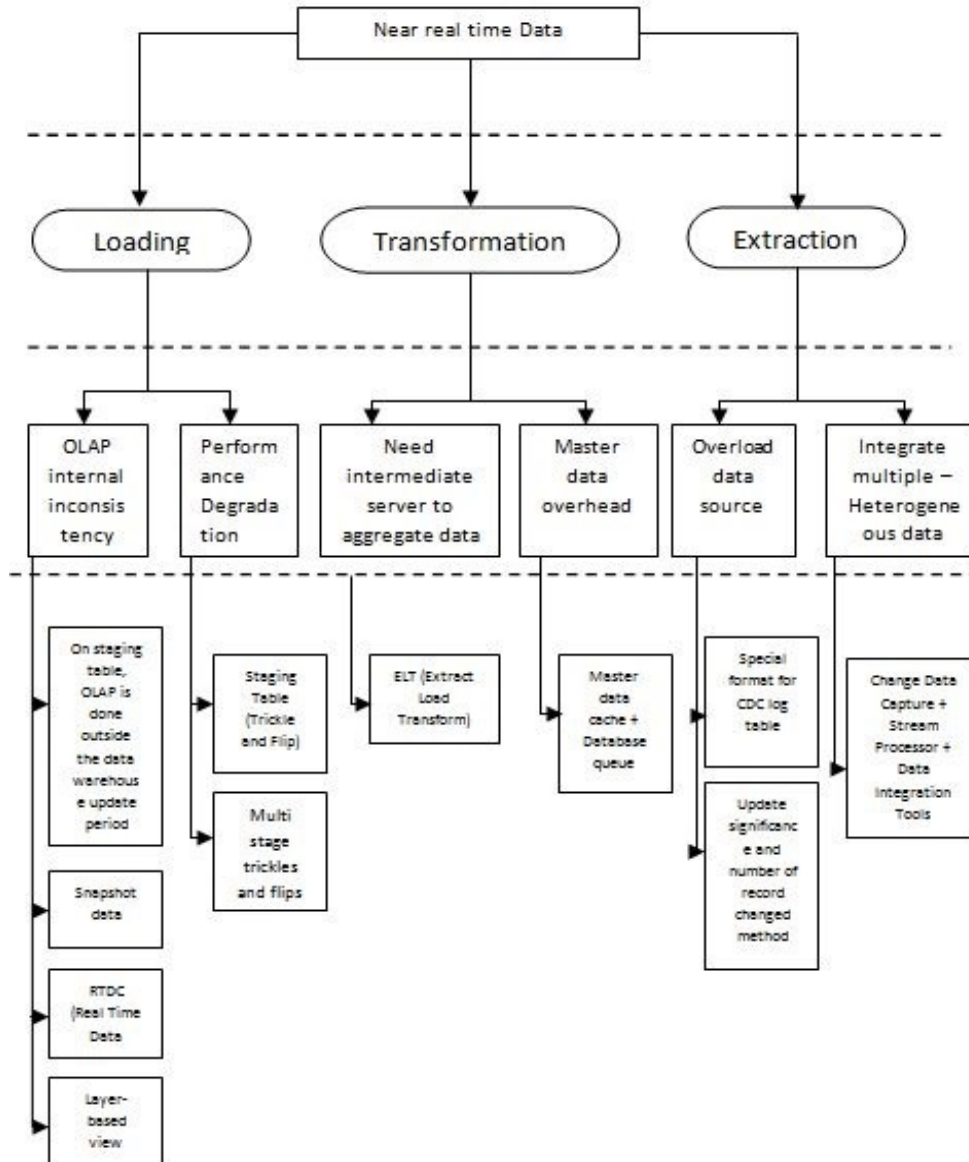 Near real time Data
Loading
Transformation
Extraction
OLAP
internal
inconsis
tency
Perform
ance
Degrada
tion
Need
intermediate
server to
aggregate data
Master
data
overhead
Overload
data
source
Integrate
multiple –
Heterogene
ous data
On staging
table,
OLAP is
done
outside
the data
warehous
e update
period
Snapshot
data
RTDC
(Real Time
Data
Layer-
based
view
Staging
Table
(Trickle
and Flip)
Multi
stage
trickles
and flips
ELT (Extract
Load
Transform)
Master
data
cache +
Database
queue
Special
format for
CDC log
table
Update
significanc
e and
number of
record
changed
method
Change Data
Capture +
Stream
Processor +
Data
Integration
Tools